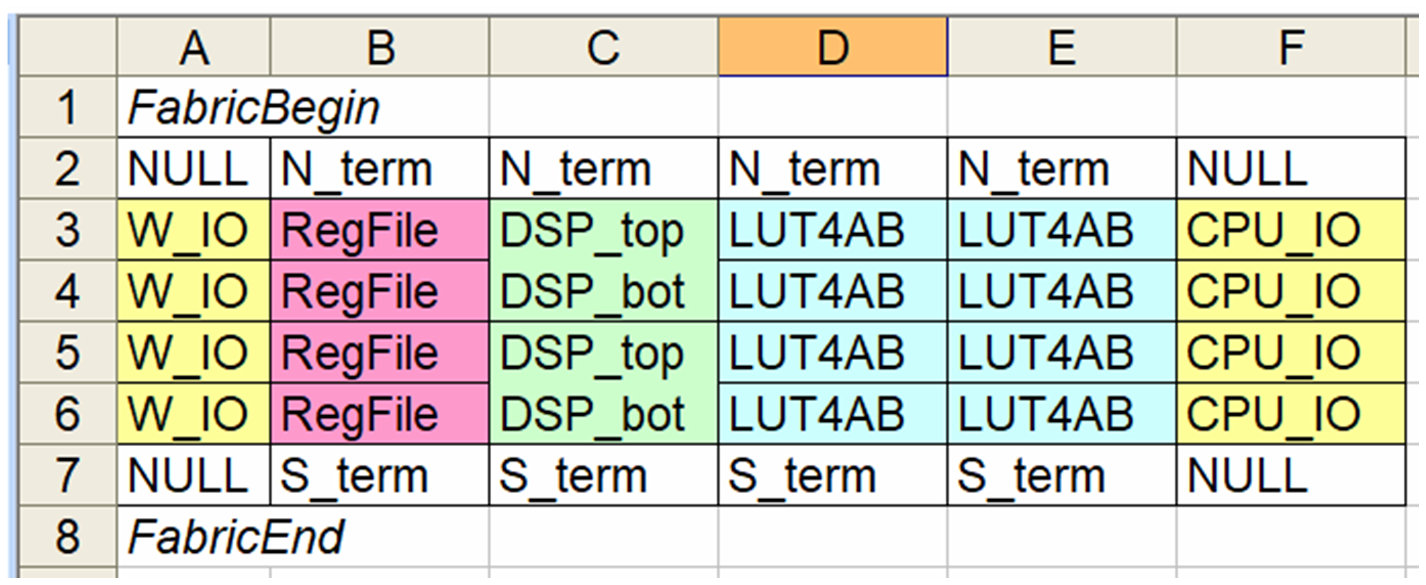 A B C D E F
1 FabricBegin
2 NULL N_term N_term N_term N_term NULL
3 W_IO RegFile DSP_top LUT4AB LUT4AB CPU_IO
4 W_IO RegFile DSP_bot LUT4AB LUT4AB CPU_IO
5 W_IO RegFile DSP_top LUT4AB LUT4AB CPU_IO
6 W_IO RegFile DSP_bot LUT4AB LUT4AB CPU_IO
7 NULL S_term S_term S_term S_term NULL
8 FabricEnd